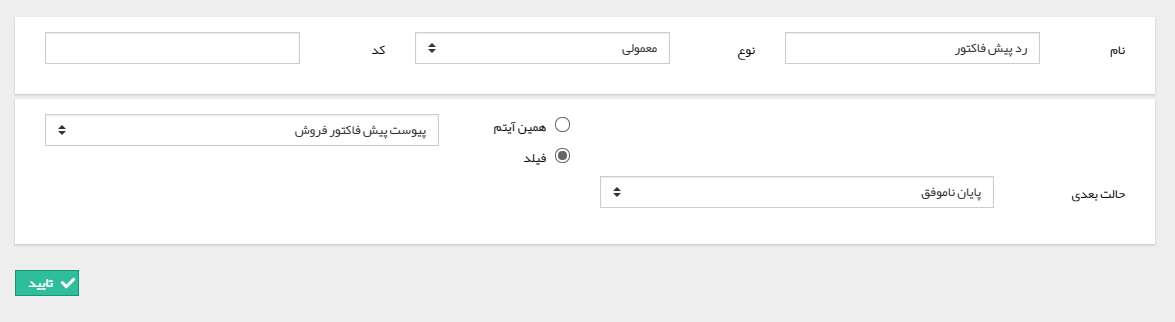 نام
رد پیش فاکتور
نوع
معمولی
کد
همین آیتم
پیوست پیش فاکتور فروش
فیلد
حالت بعدی
پایان ناموفق
تایید